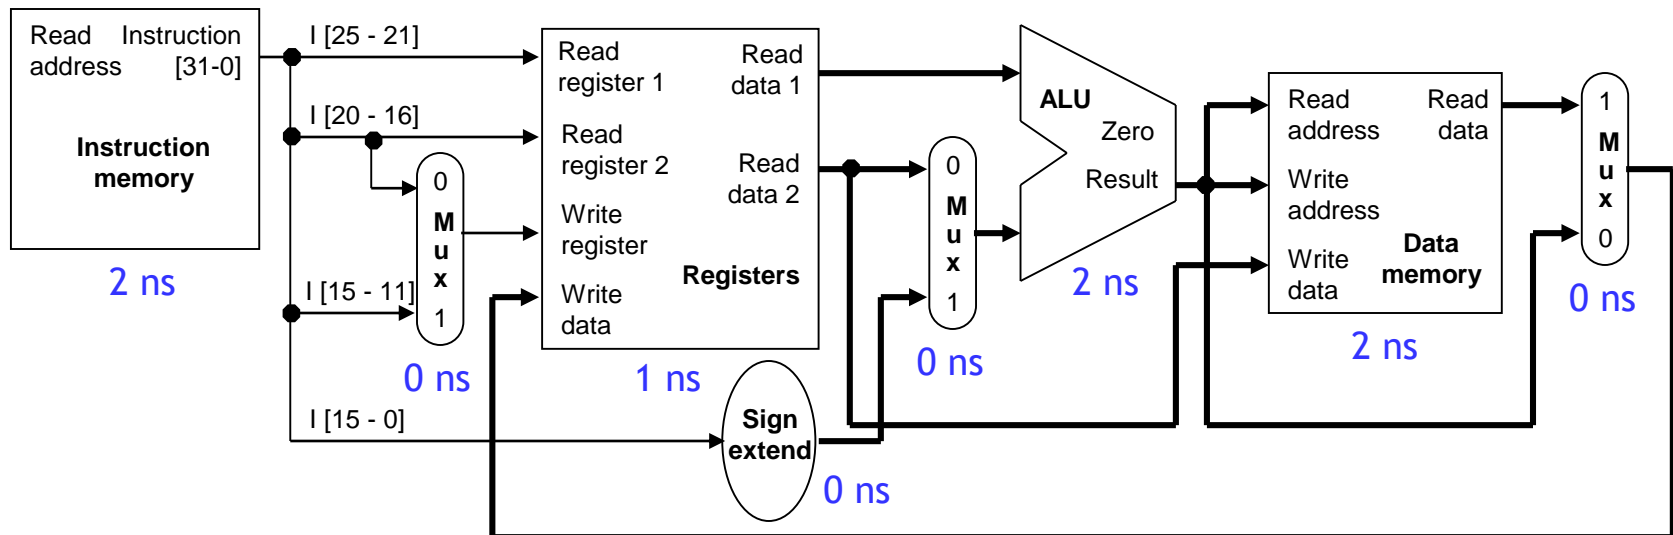 Read Instruction
address [31-0]
Instruction
memory
2 ns
I [25 - 21]
I [20 - 16]
I [15 - 11]
I [15 - 0]
0
M
u
x
1
0 ns
Read
register 1
Read
register 2
Write
register
Write
data
Read
data 1
Read
data 2
Registers
1 ns
Sign
extend
0 ns
0
M
u
x
1
0 ns
ALU
Zero
Result
2 ns
Read
address
Write
address
Write
data
Read
data
Data
memory
2 ns
1
M
u
x
0
0 ns